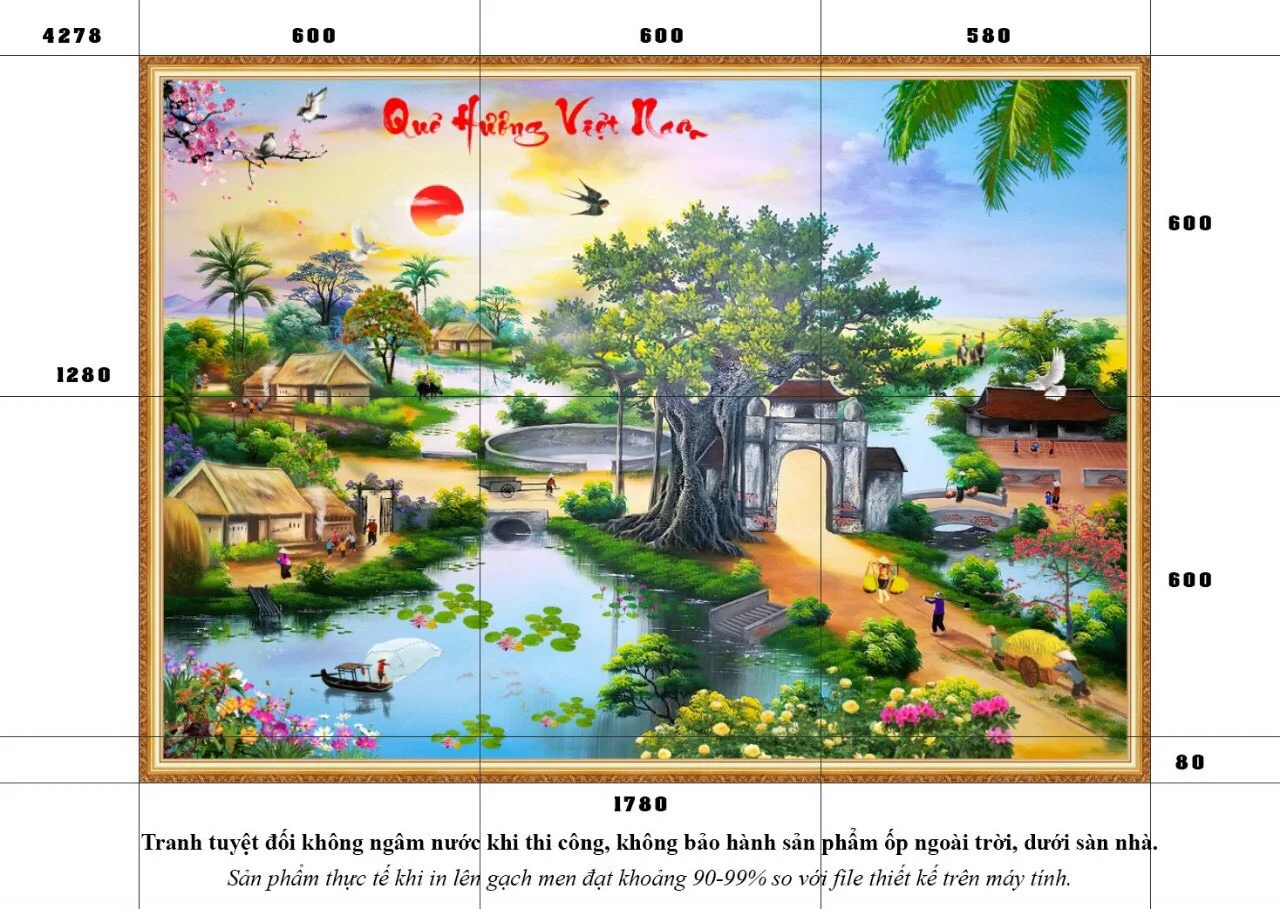 4278 600 600 580
Quê Hương Việt Nam
600
1280
600
80
1780
Tranh tuyệt đối không ngâm nước khi thi công, không bảo hành sản phẩm ốp ngoài trời, dưới sàn nhà.
Sản phẩm thực tế khi in lên gạch men đạt khoảng 90-99% so với file thiết kế trên máy tính.